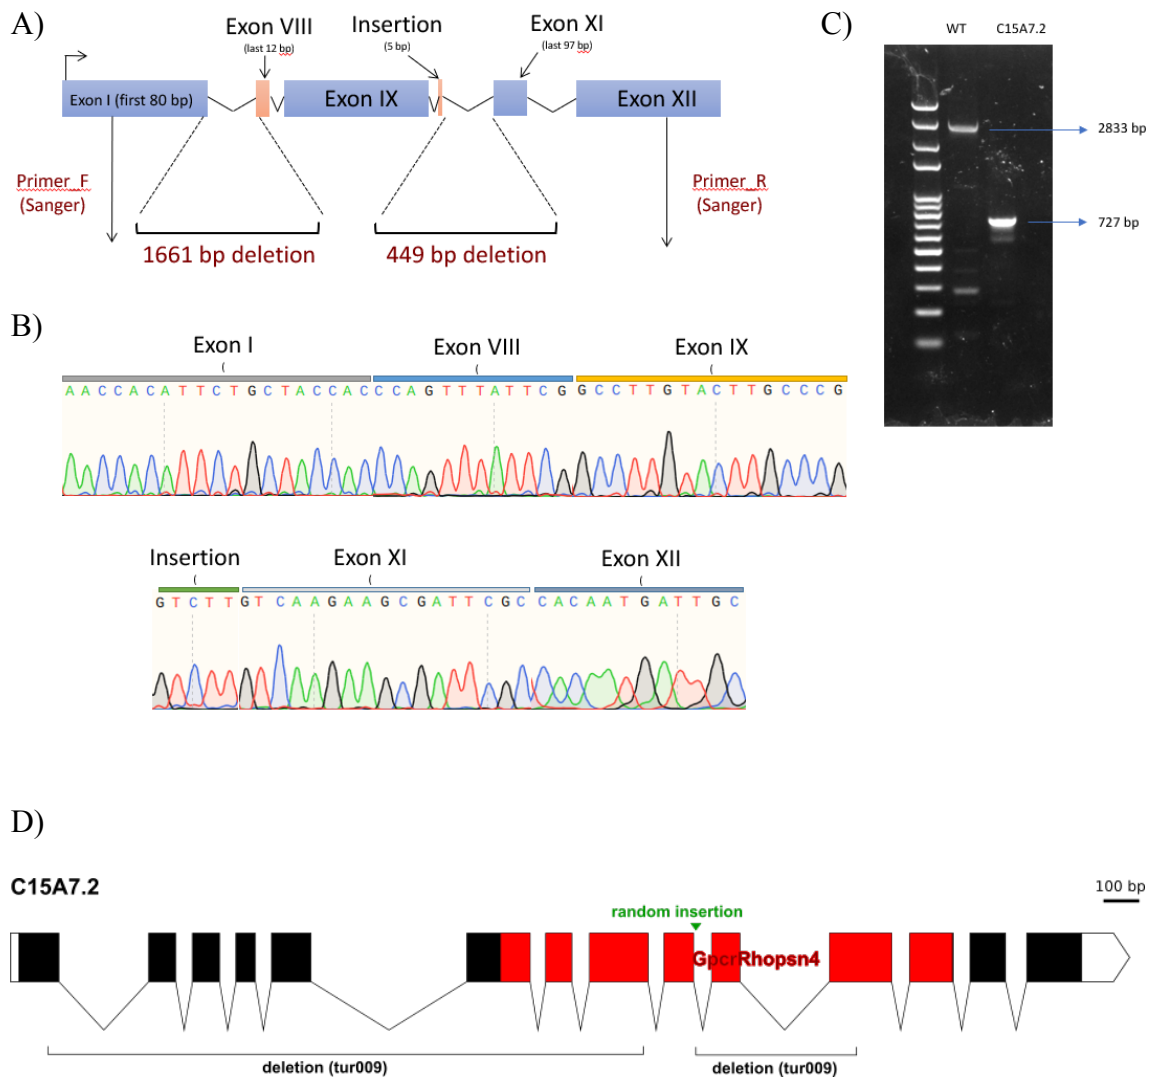 A)
Exon VIII
(last 12 bp)
Insertion
(5 bp)
Exon XI
(last 97 bp)
Exon I (first 80 bp)
Exon IX
Exon XII
Primer_F
(Sanger)
Primer_R
(Sanger)
1661 bp deletion
449 bp deletion
B)
Exon I
Exon VIII
Exon IX
(
(
(
AACCACATTCTGCTACCACCCAGTTTATTCGGCCTTGTACTTGCCCG
Insertion
Exon XI
Exon XII
(
(
(
GTCTTGTCAAGAAGCGATTCGCCACAATGATTGC
C)
WT
C15A7.2
2833 bp
727 bp
D)
C15A7.2
100 bp
random insertion
GpcrRhopsn4
deletion (tur009)
deletion (tur009)